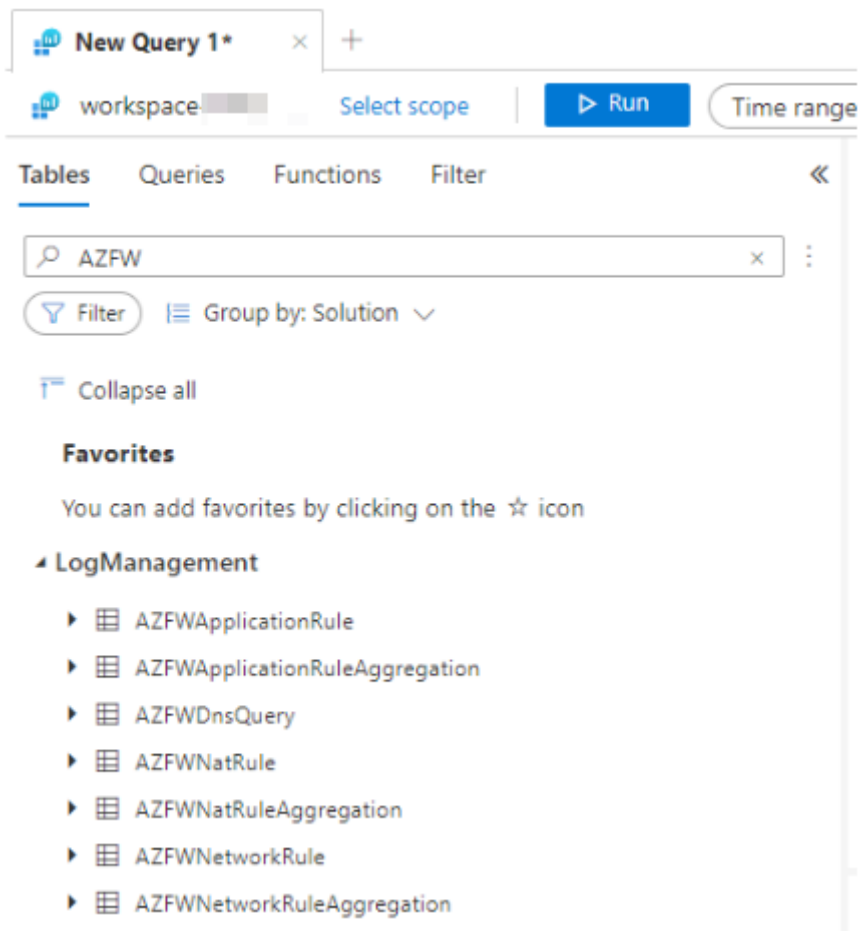 New Query 1*
workspace Select scope Run Time range
Tables Queries Functions Filter
AZFW
Filter Group by: Solution
Collapse all
Favorites
You can add favorites by clicking on the ☆ icon
LogManagement
AZFWApplicationRule
AZFWApplicationRuleAggregation
AZFWDnsQuery
AZFWNatRule
AZFWNatRuleAggregation
AZFWNetworkRule
AZFWNetworkRuleAggregation